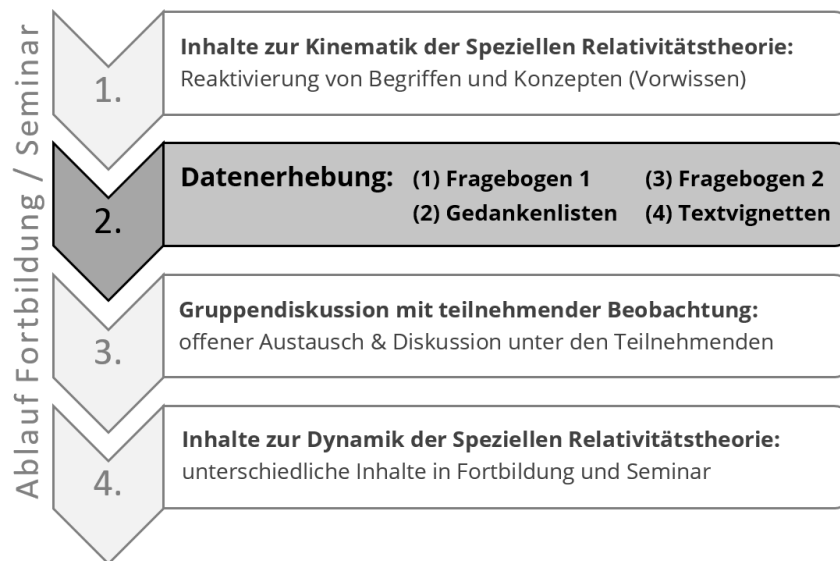 Ablauf Fortbildung / Seminar
1.
Inhalte zur Kinematik der Speziellen Relativitätstheorie:
Reaktivierung von Begriffen und Konzepten (Vorwissen)
2.
Datenerhebung: (1) Fragebogen 1 (3) Fragebogen 2
(2) Gedankenlisten (4) Textvignetten
3.
Gruppendiskussion mit teilnehmender Beobachtung:
offener Austausch & Diskussion unter den Teilnehmenden
4.
Inhalte zur Dynamik der Speziellen Relativitätstheorie:
unterschiedliche Inhalte in Fortbildung und Seminar